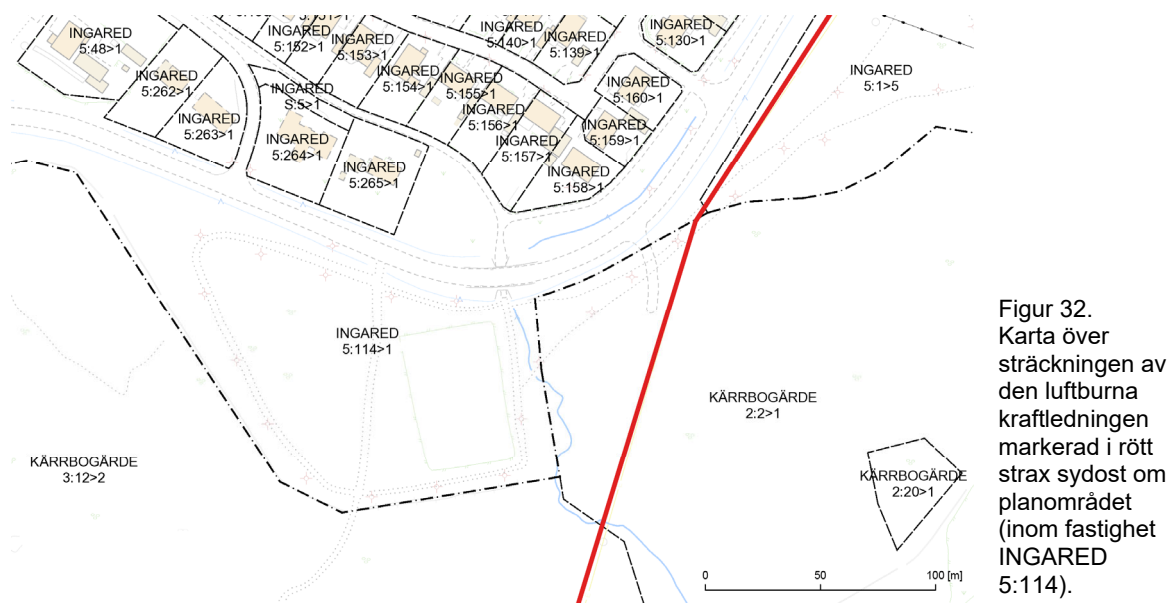 5:151>1
INGARED
5:48>1
INGARED
5:152>1
INGARED
5:153>1
INGARED
5:140>1
INGARED
5:139>1
INGARED
5:130>1
INGARED
5:262>1
INGARED
5:154>1
INGARED
5:155>1
INGARED
5:160>1
INGARED
5:1>5
INGARED
S:5>1
INGARED
5:263>1
INGARED
5:156>1
INGARED
5:159>1
INGARED
5:264>1
INGARED
5:157>1
INGARED
5:265>1
INGARED
5:158>1
INGARED
5:114>1
KÄRRBOGÄRDE
2:2>1
KÄRRBOGÄRDE
3:12>2
KÄRRBOGÄRDE
2:20>1
0 50 100 [m]
Figur 32.
Karta över
sträckningen av
den luftburna
kraftledningen
markerad i rött
strax sydost om
planområdet
(inom fastighet
INGARED
5:114).